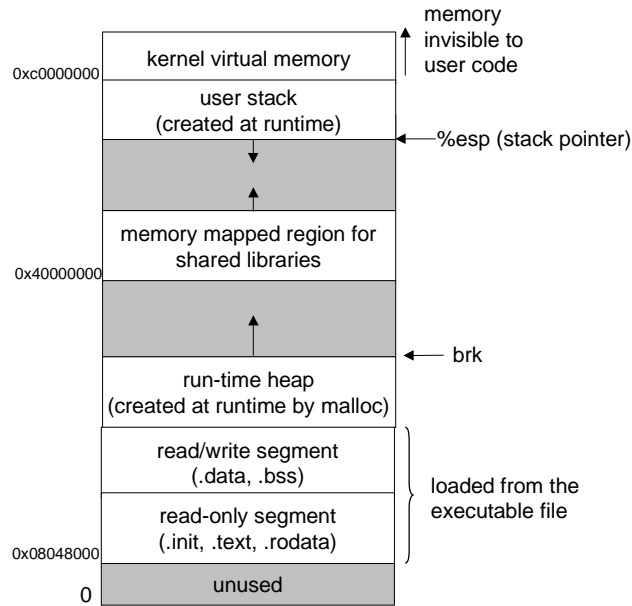 memory
invisible to
user code
kernel virtual memory
0xc0000000
user stack
(created at runtime)
%esp (stack pointer)
memory mapped region for
shared libraries
0x40000000
brk
run-time heap
(created at runtime by malloc)
read/write segment
(.data, .bss)
loaded from the
executable file
read-only segment
(.init, .text, .rodata)
0x08048000
unused
0